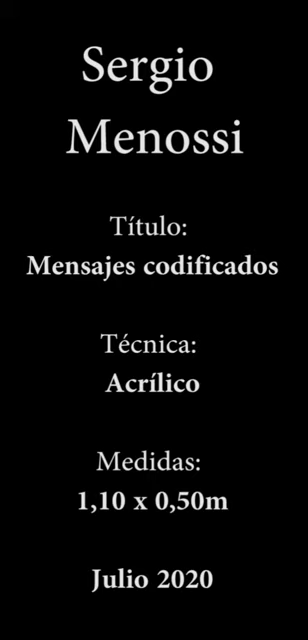 Sergio
Menossi
Título:
Mensajes codificados
Técnica:
Acrílico
Medidas:
1,10 x 0,50m
Julio 2020